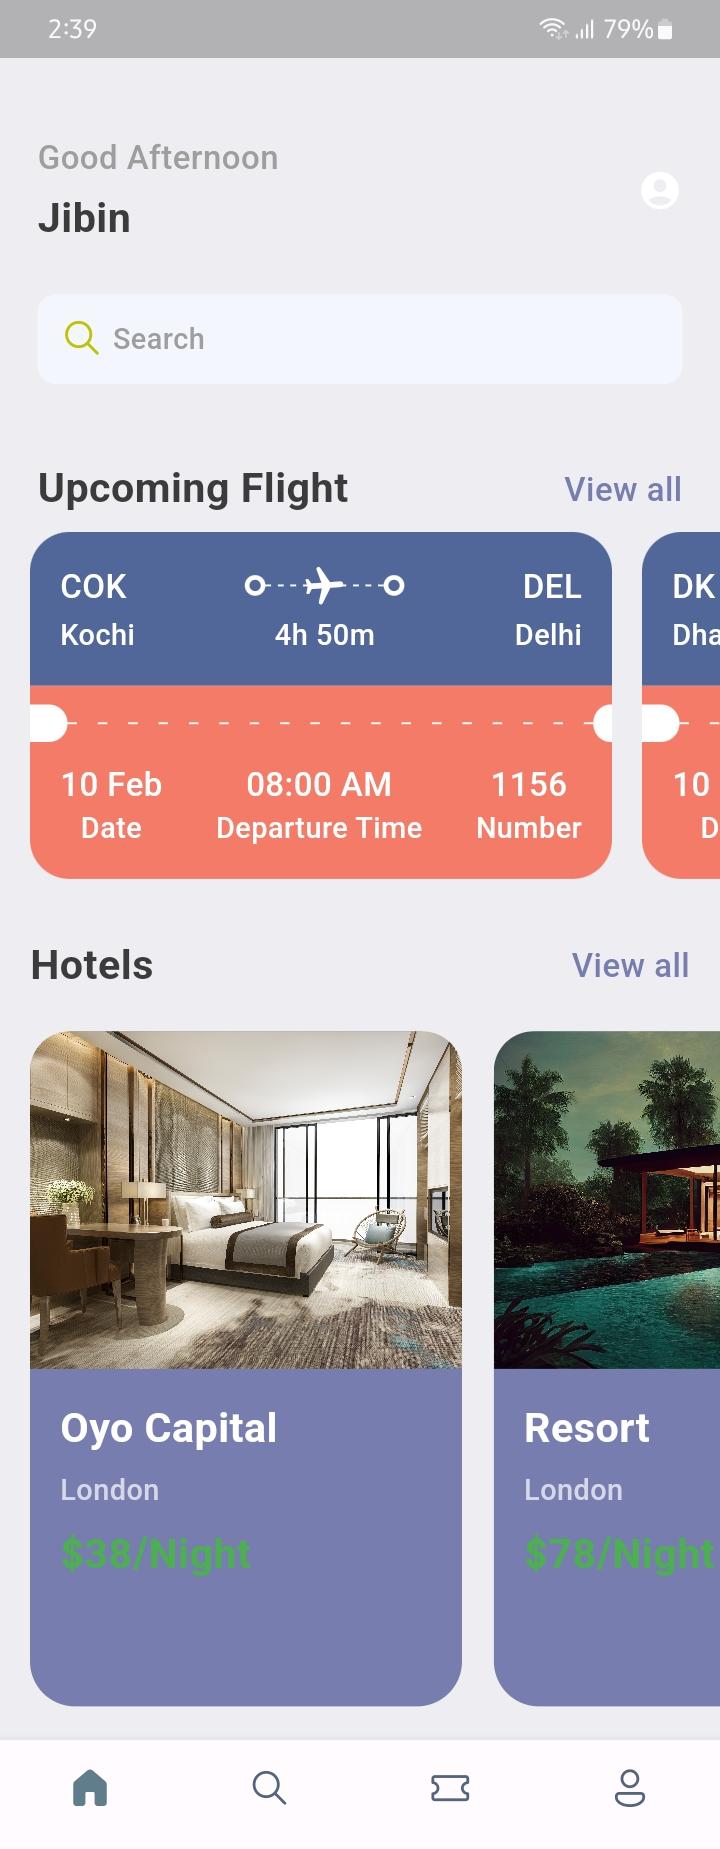 2:39
79%
Good Afternoon
Jibin
Search
Upcoming Flight View all
COK DEL DK
Kochi 4h 50m Delhi Dha
10 Feb 08:00 AM 1156 10
Date Departure Time Number D
Hotels View all
Oyo Capital Resort
London London
$38/Night $78/Night